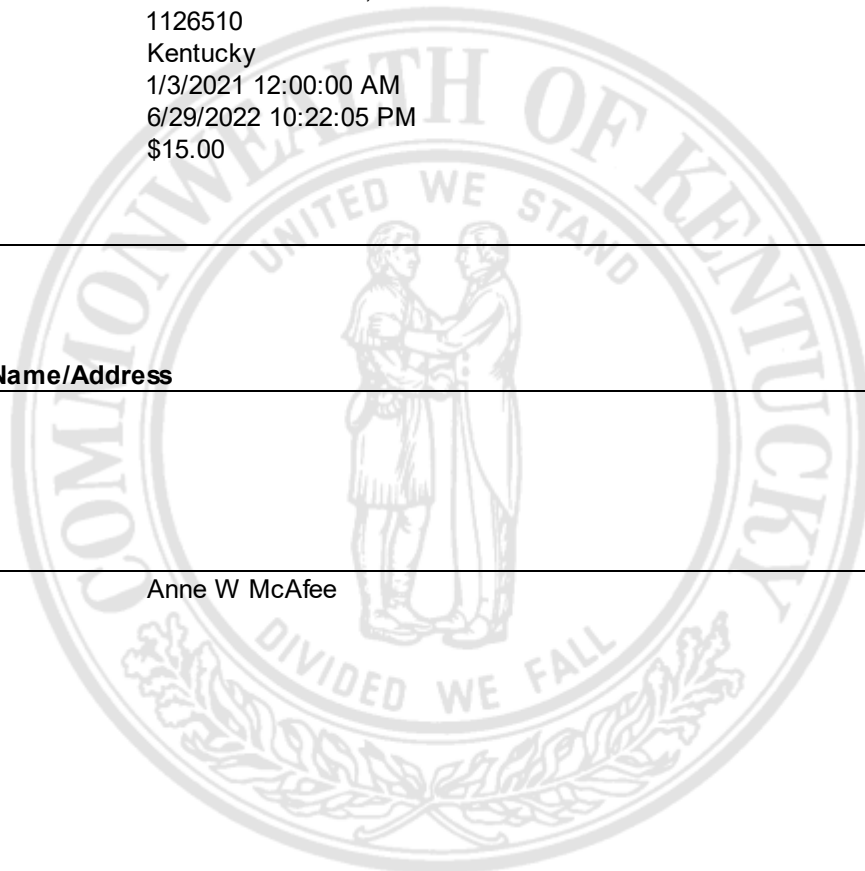 1126510
Kentucky
1/3/2021 12:00:00 AM
6/29/2022 10:22:05 PM
$15.00
COMMONWEALTH OF KENTUCKY
UNITED WE STAND
Name/Address
Anne W McAfee
DIVIDED WE FALL